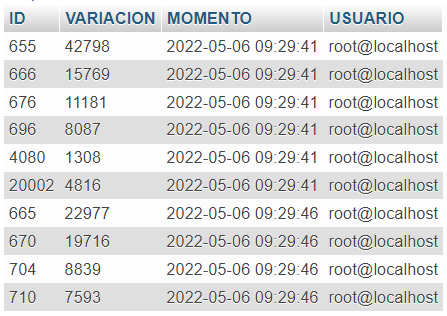 ID VARIACION MOMENTO USUARIO
655 42798 2022-05-06 09:29:41 root@localhost
666 15769 2022-05-06 09:29:41 root@localhost
676 11181 2022-05-06 09:29:41 root@localhost
696 8087 2022-05-06 09:29:41 root@localhost
4080 1308 2022-05-06 09:29:41 root@localhost
20002 4816 2022-05-06 09:29:41 root@localhost
665 22977 2022-05-06 09:29:46 root@localhost
670 19716 2022-05-06 09:29:46 root@localhost
704 8839 2022-05-06 09:29:46 root@localhost
710 7593 2022-05-06 09:29:46 root@localhost